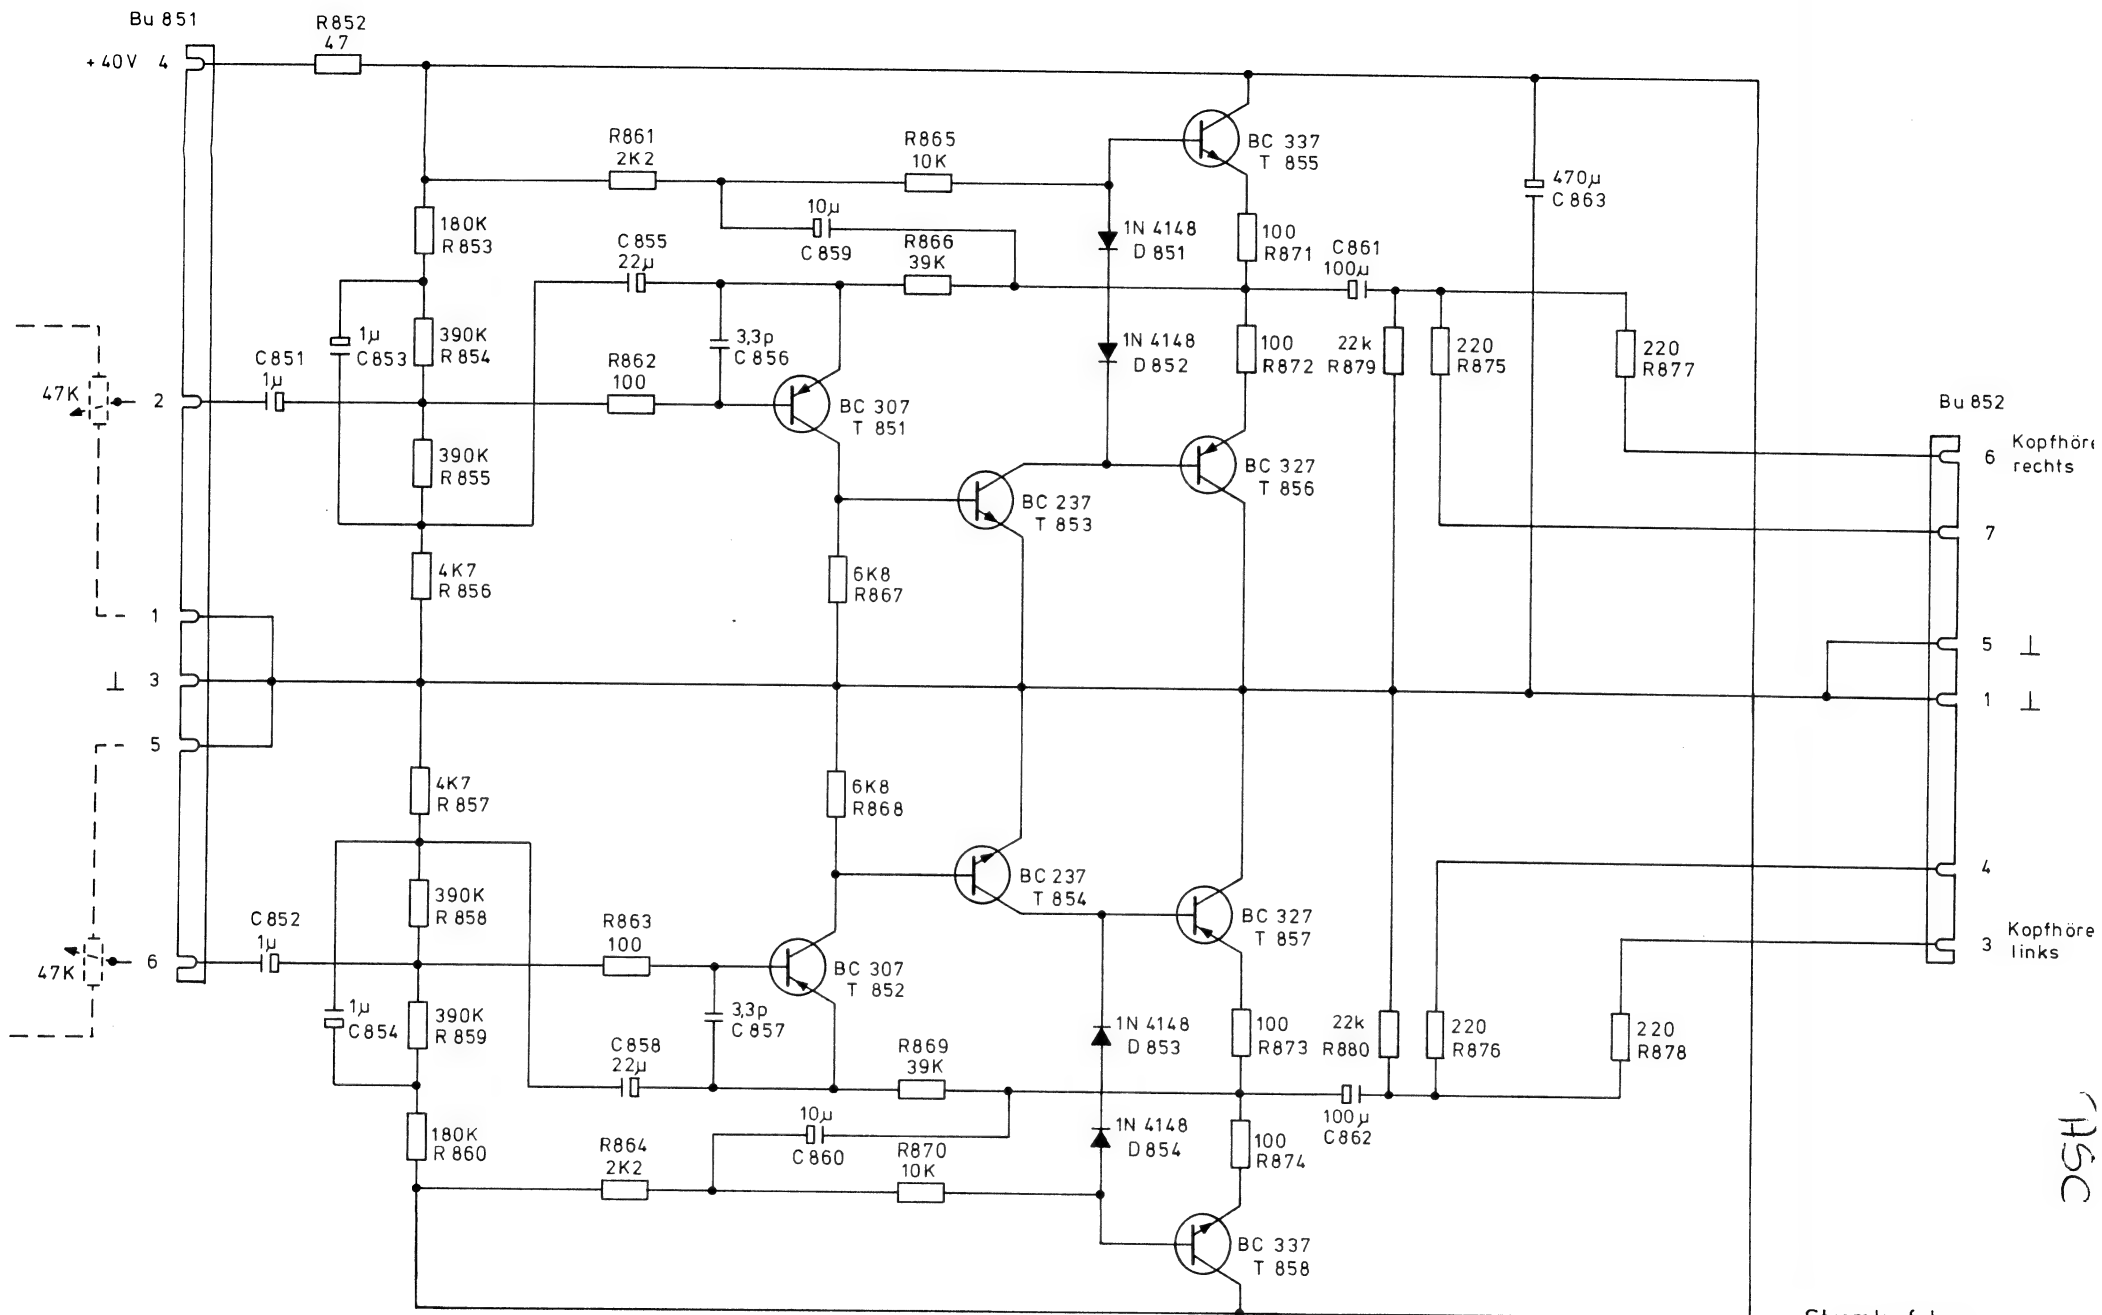 Bu 851
R852
47
+40V 4
R861
2K2
R865
10K
BC 337
T 855
10µ
C859
180K
R 853
C 855
22µ
R866
39K
1N 4148
D 851
100
R871
C861
100µ
470µ
C 863
1µ
C 853
390K
R 854
3,3p
C 856
1N 4148
D 852
100
R872
22k
R879
220
R875
220
R877
C 851
1µ
R862
100
47K
2
BC 307
T 851
Bu 852
390K
R 855
BC 327
T 856
6
Kopfhöre
rechts
BC 237
T 853
7
4K7
R 856
6K8
R867
1
5 ⊥
⊥ 3
1 ⊥
5
4K7
R 857
6K8
R868
4
390K
R 858
BC 237
T 854
C 852
1µ
R863
100
BC 327
T 857
Kopfhöre
3
links
47K
6
BC 307
T 852
1µ
C 854
390K
R 859
3,3p
C 857
1N 4148
D 853
100
R873
22k
R880
220
R876
220
R878
C 858
22µ
R869
39K
10µ
C 860
1N 4148
D 854
100
R874
100µ
C862
180K
R 860
R864
2K2
R870
10K
BC 337
T 858